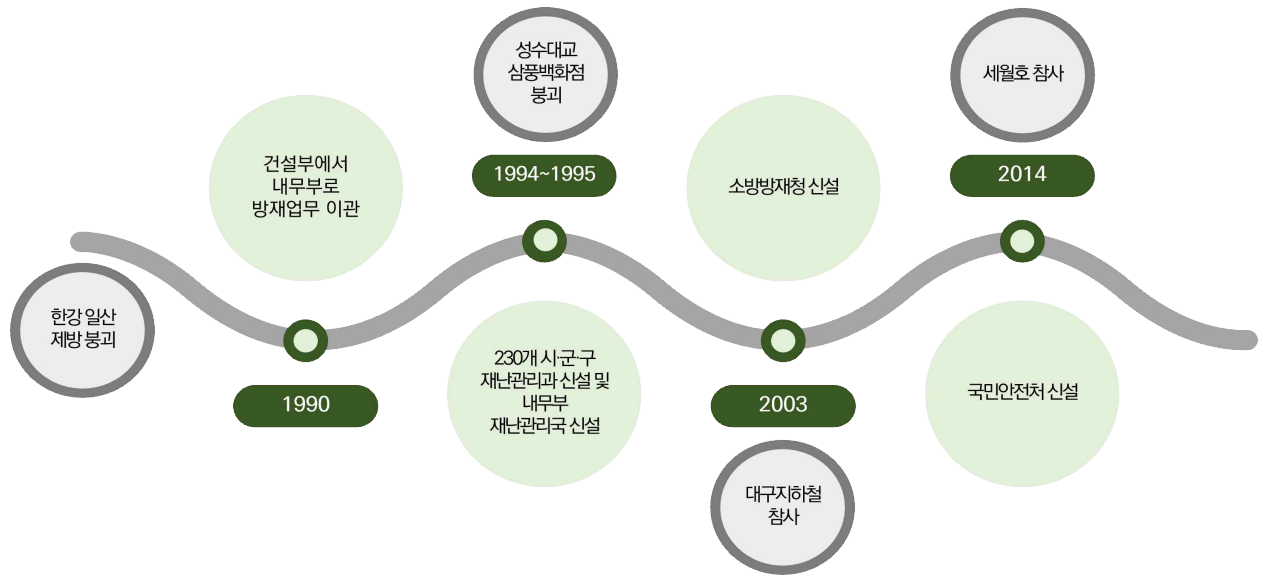 한강 일산
제방 붕괴
건설부에서
내무부로
방재업무 이관
1990
성수대교
삼풍백화점
붕괴
1994~1995
230개 시·군·구
재난관리과 신설 및
내무부
재난관리국 신설
소방방재청 신설
2003
대구지하철
참사
세월호 참사
2014
국민안전처 신설